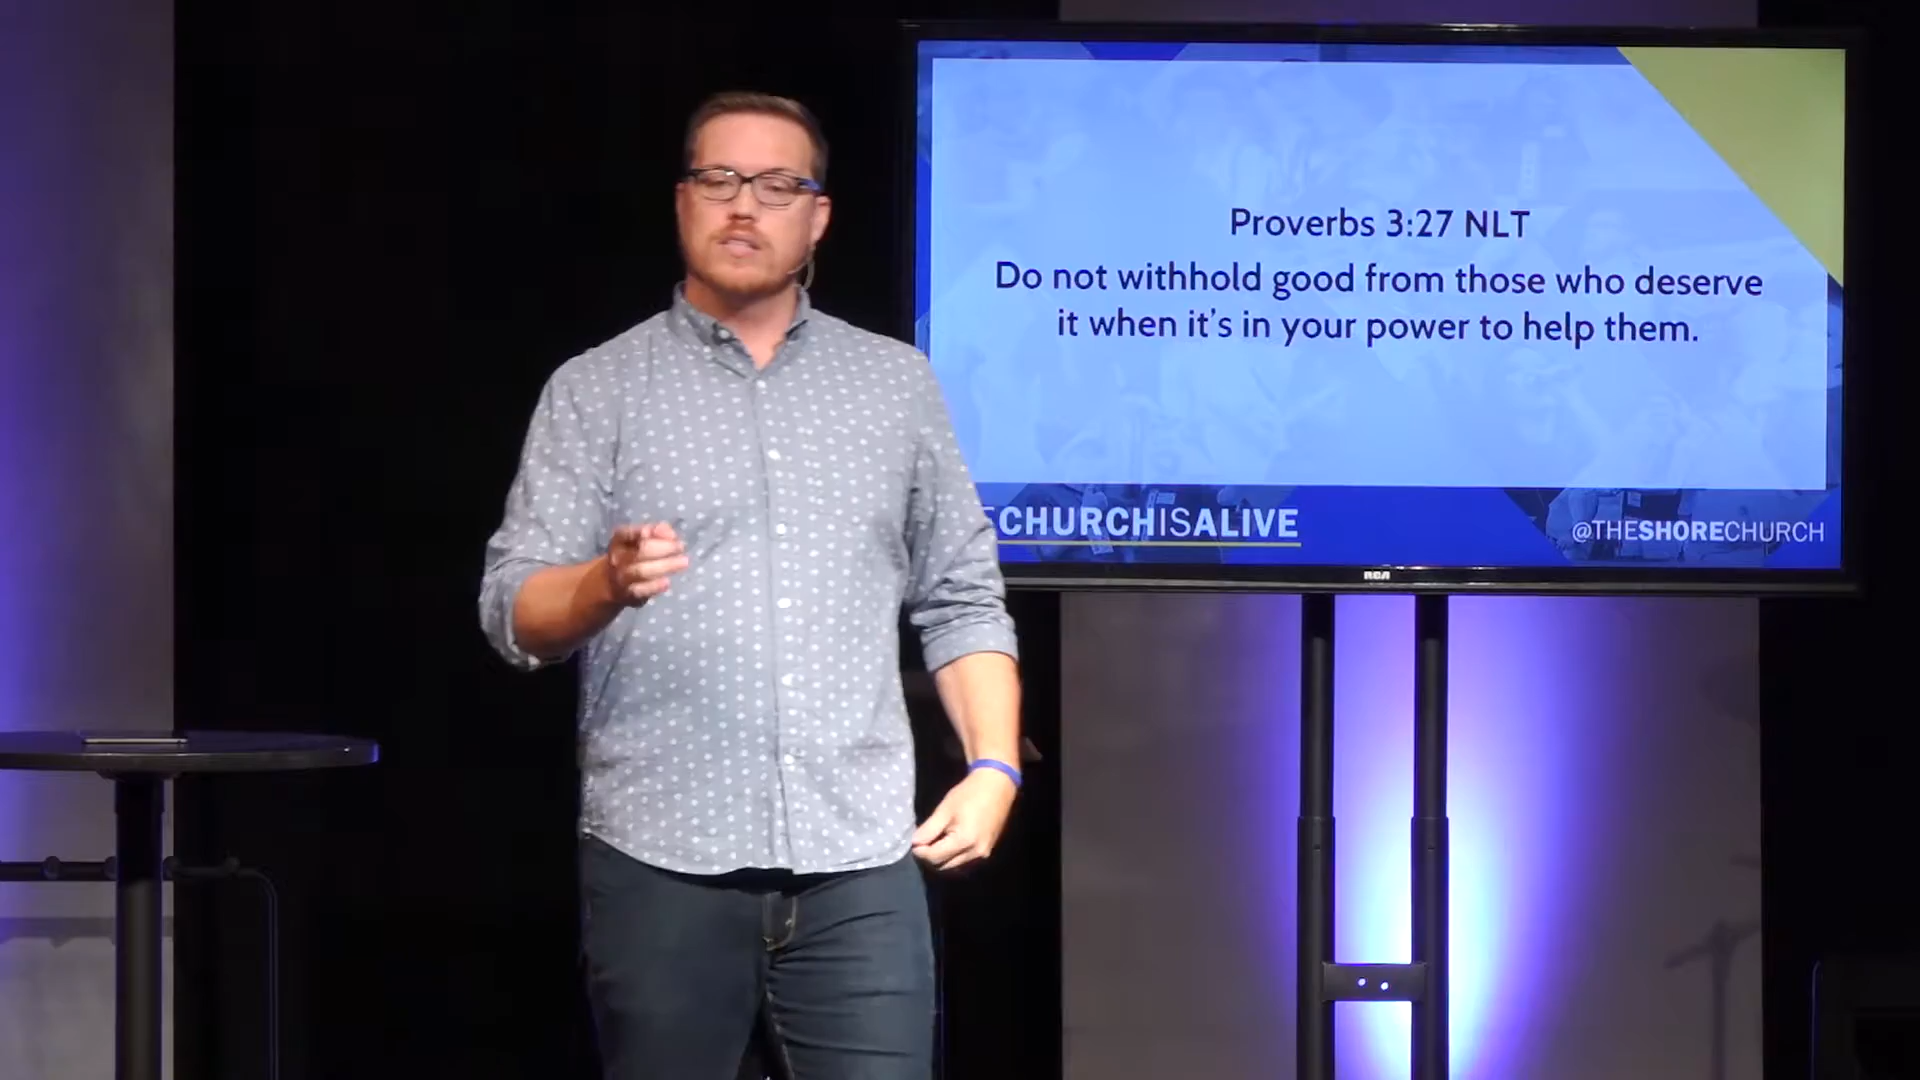 Proverbs 3:27 NLT
Do not withhold good from those who deserve
it when it's in your power to help them.
CHURCHISALIVE
@THESHORECHURCH
RCA